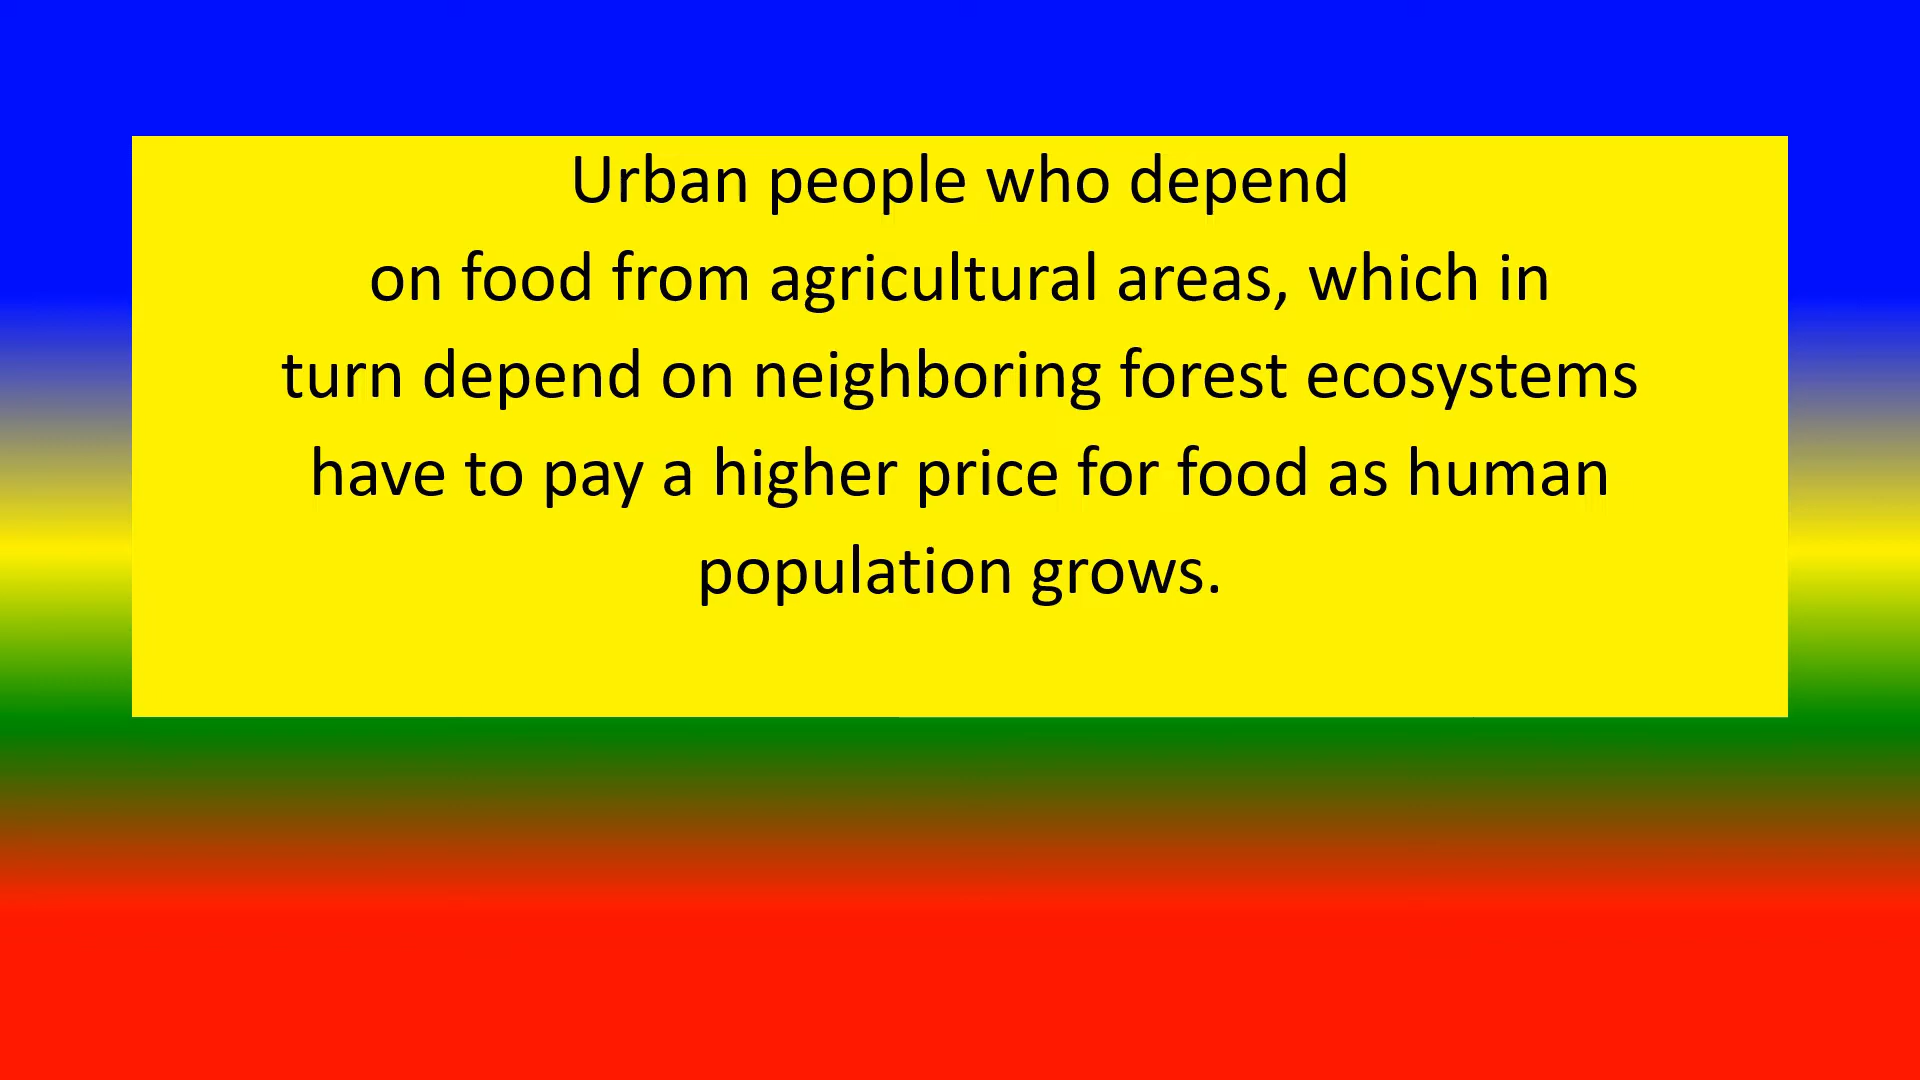 Urban people who depend
on food from agricultural areas, which in
turn depend on neighboring forest ecosystems
have to pay a higher price for food as human
population grows.